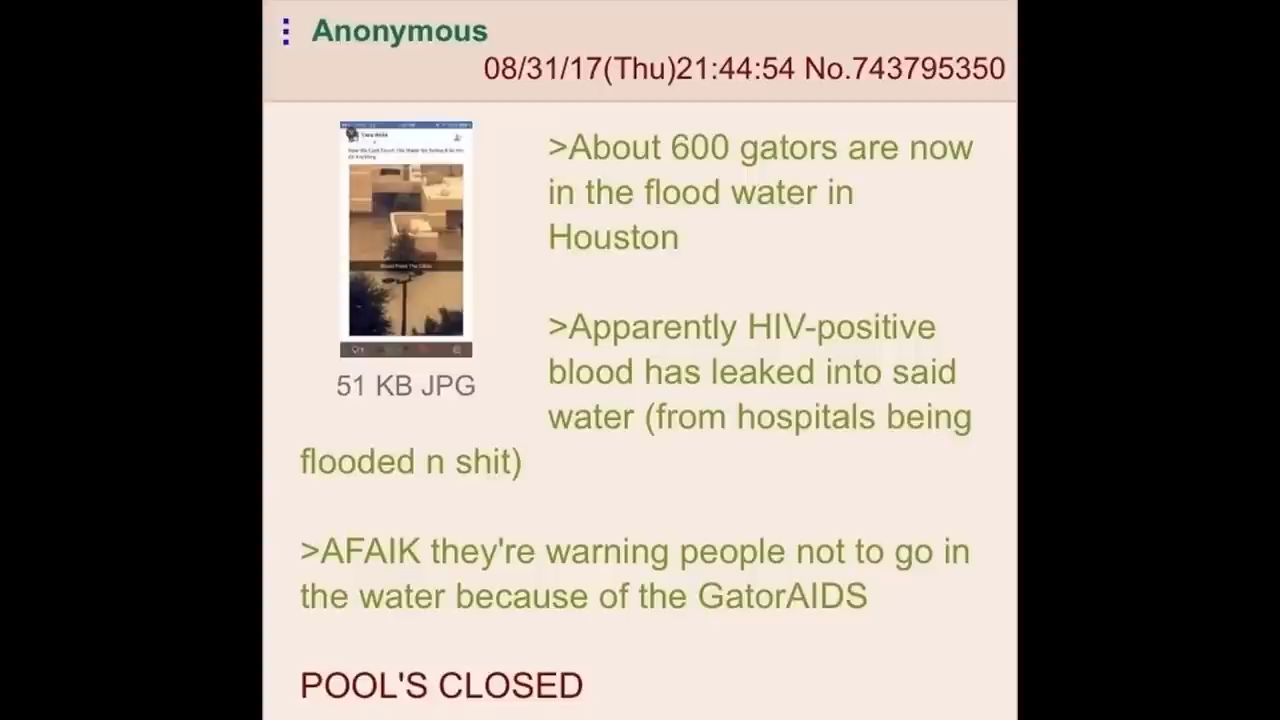 Anonymous
08/31/17(Thu)21:44:54 No.743795350
>About 600 gators are now
in the flood water in
Houston
>Apparently HIV-positive
blood has leaked into said
water (from hospitals being
51 KB JPG
flooded n shit)
>AFAIK they're warning people not to go in
the water because of the GatorAIDS
POOL'S CLOSED